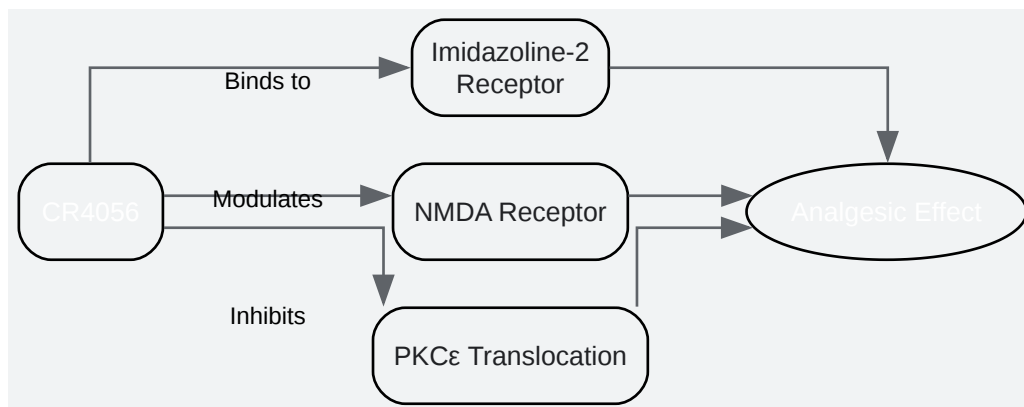 Imidazoline-2
Receptor
Binds to
CR4056
Modulates
NMDA Receptor
Analgesic Effect
Inhibits
PKCε Translocation